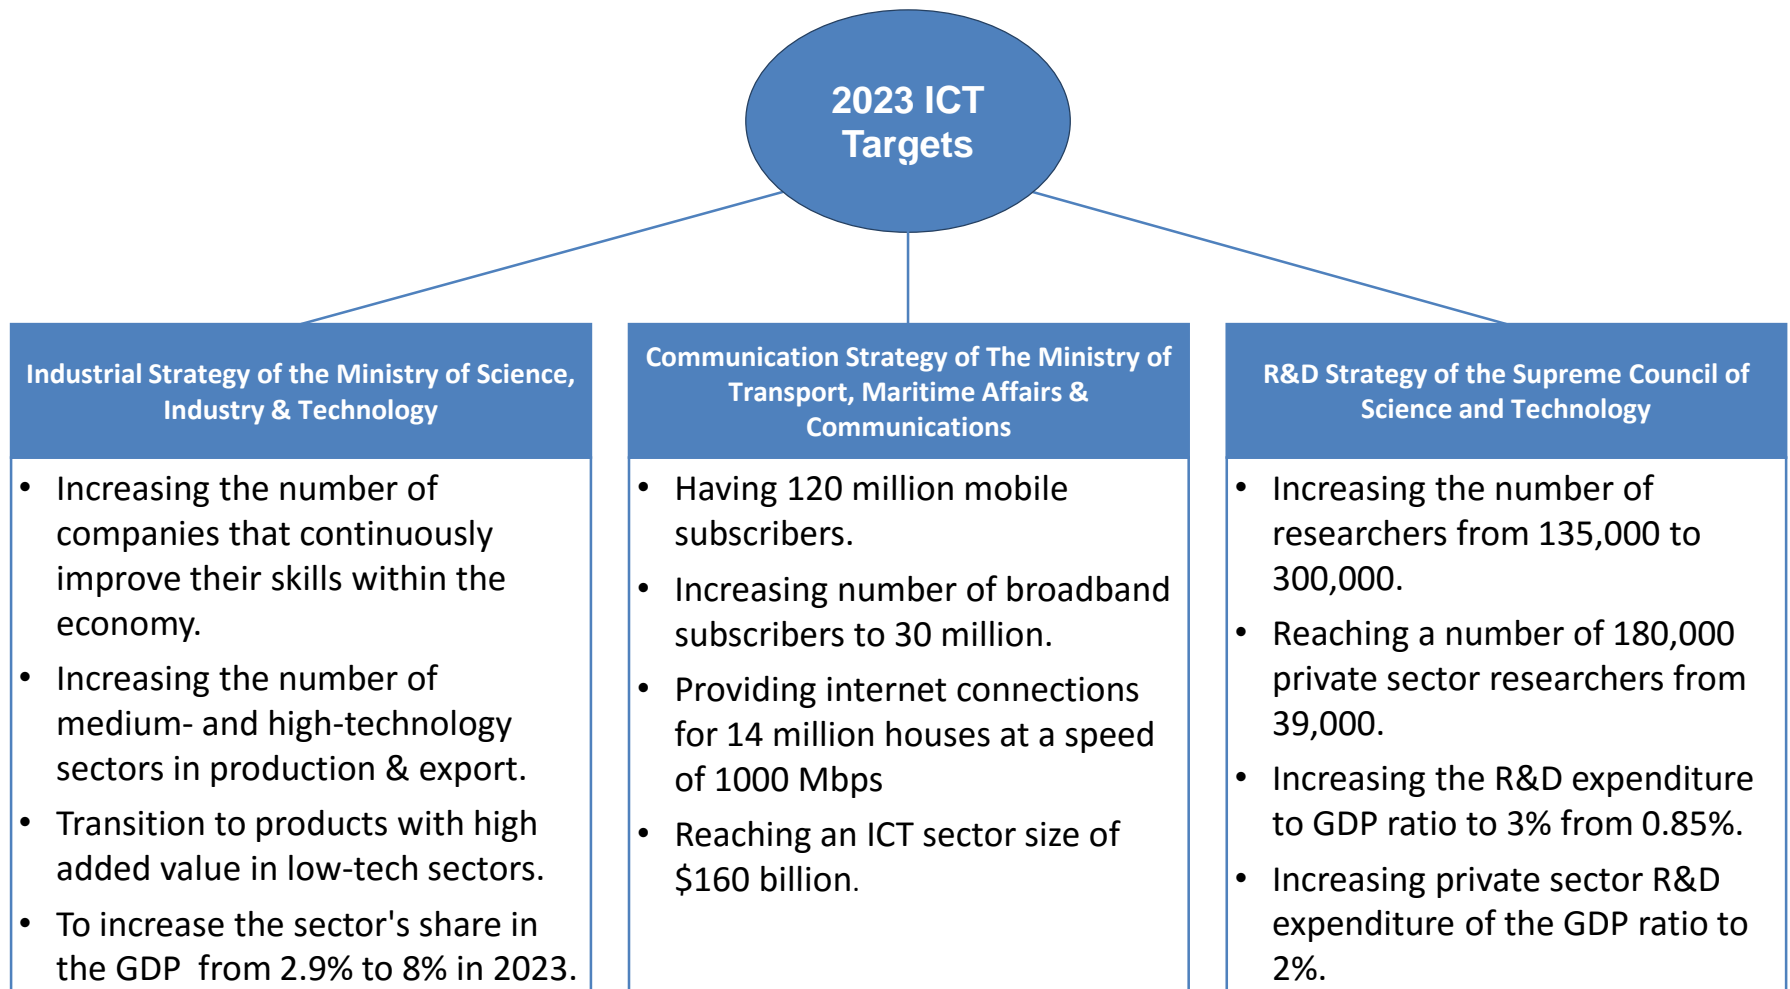 2023 ICT
Targets
Industrial Strategy of the Ministry of Science,
Industry & Technology
• Increasing the number of
companies that continuously
improve their skills within the
economy.
• Increasing the number of
medium- and high-technology
sectors in production & export.
• Transition to products with high
added value in low-tech sectors.
• To increase the sector's share in
the GDP  from 2.9% to 8% in 2023.
Communication Strategy of The Ministry of
Transport, Maritime Affairs &
Communications
• Having 120 million mobile
subscribers.
• Increasing number of broadband
subscribers to 30 million.
• Providing internet connections
for 14 million houses at a speed
of 1000 Mbps
• Reaching an ICT sector size of
$160 billion.
R&D Strategy of the Supreme Council of
Science and Technology
• Increasing the number of
researchers from 135,000 to
300,000.
• Reaching a number of 180,000
private sector researchers from
39,000.
• Increasing the R&D expenditure
to GDP ratio to 3% from 0.85%.
• Increasing private sector R&D
expenditure of the GDP ratio to
2%.